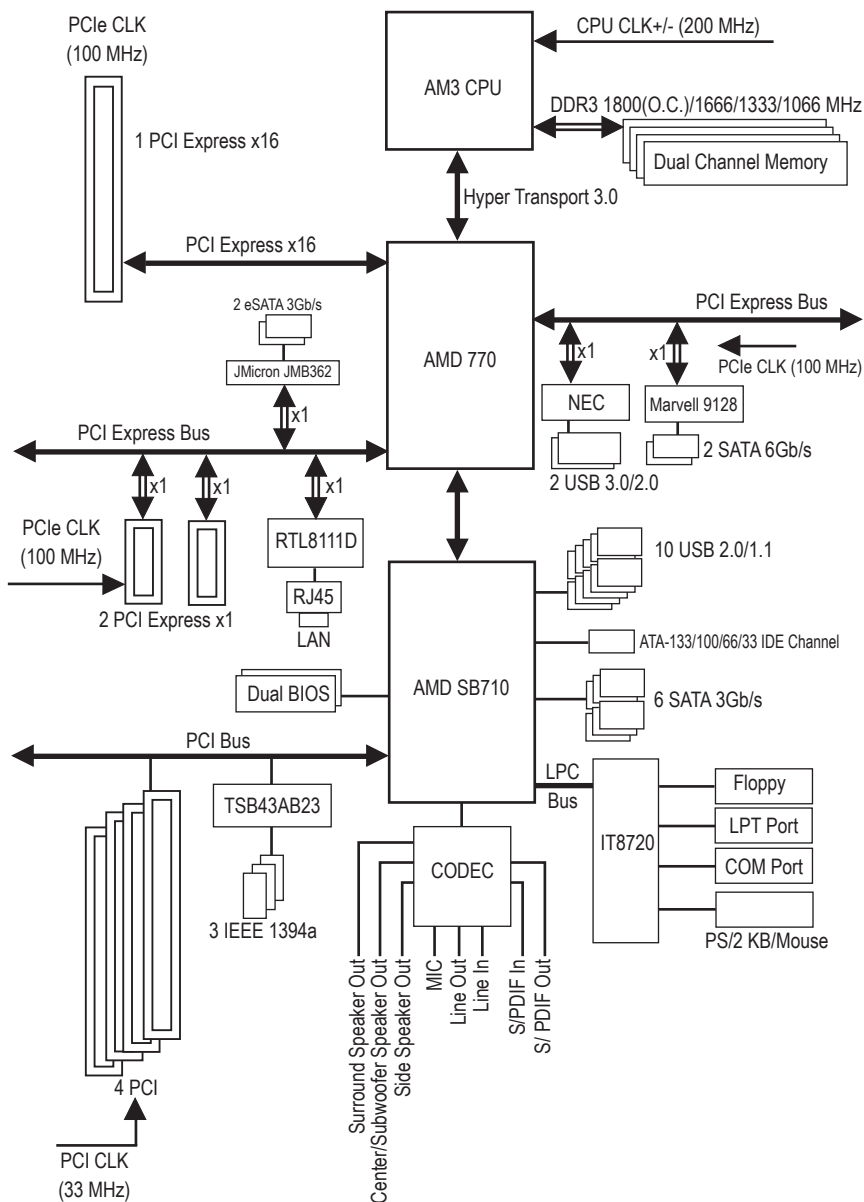 PCIe CLK
(100 MHz)
CPU CLK+/- (200 MHz)
AM3 CPU
DDR3 1800(O.C.)/1666/1333/1066 MHz
1 PCI Express x16
Dual Channel Memory
Hyper Transport 3.0
PCI Express x16
2 eSATA 3Gb/s
PCI Express Bus
AMD 770
JMicron JMB362
x1
x1
PCIe CLK (100 MHz)
x1
NEC
Marvell 9128
PCI Express Bus
2 SATA 6Gb/s
2 USB 3.0/2.0
x1
x1
x1
PCIe CLK
(100 MHz)
RTL8111D
10 USB 2.0/1.1
RJ45
2 PCI Express x1
LAN
ATA-133/100/66/33 IDE Channel
AMD SB710
Dual BIOS
6 SATA 3Gb/s
PCI Bus
LPC
Bus
TSB43AB23
IT8720
Floppy
LPT Port
COM Port
CODEC
PS/2 KB/Mouse
3 IEEE 1394a
Surround Speaker Out
Center/Subwoofer Speaker Out
Side Speaker Out
MIC
Line Out
Line In
S/PDIF In
S/ PDIF Out
4 PCI
PCI CLK
(33 MHz)